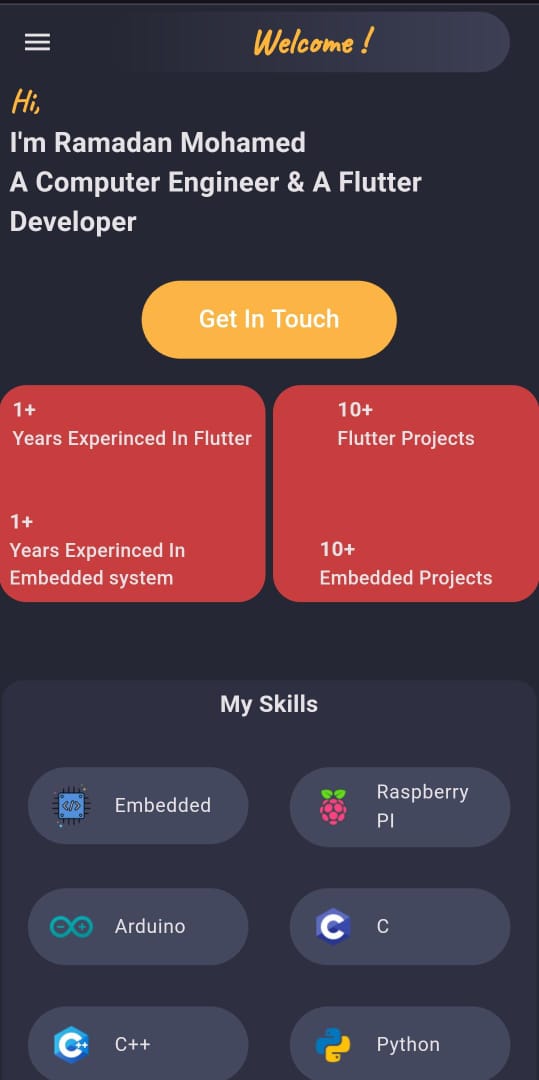 Welcome !
Hi,
I'm Ramadan Mohamed
A Computer Engineer & A Flutter
Developer
Get In Touch
1+
Years Experinced In Flutter
1+
Years Experinced In
Embedded system
10+
Flutter Projects
10+
Embedded Projects
My Skills
Embedded
Raspberry
PI
Arduino
C
C++
Python